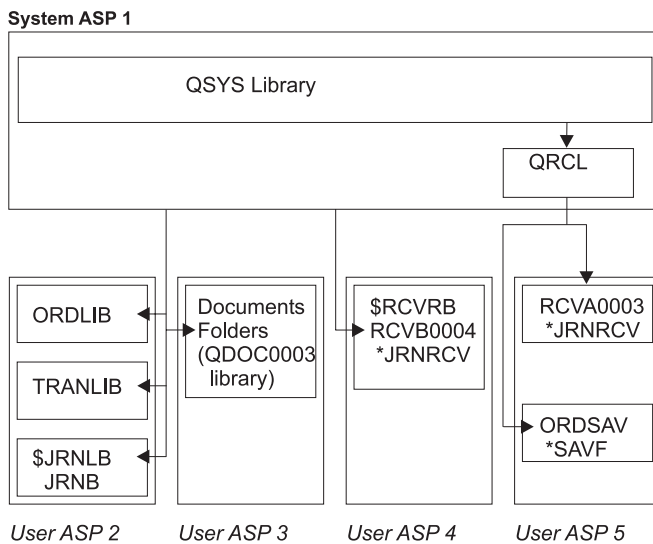 System ASP 1
QSYS Library
QRCL
ORDLIB
TRANLIB
$JRNLB
JRNB
Documents
Folders
(QDOC0003
library)
$RCVRB
RCVB0004
*JRNRCV
RCVA0003
*JRNRCV
ORDSAV
*SAVF
User ASP 2
User ASP 3
User ASP 4
User ASP 5